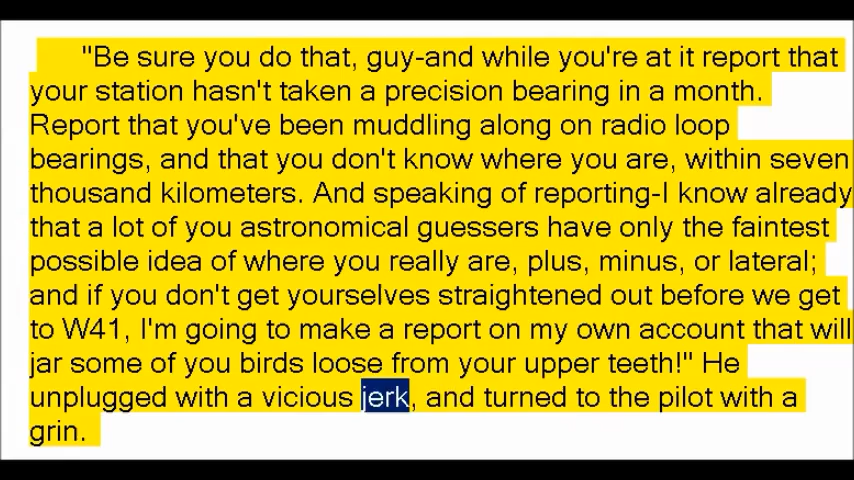 "Be sure you do that, guy-and while you're at it report that
your station hasn't taken a precision bearing in a month.
Report that you've been muddling along on radio loop
bearings, and that you don't know where you are, within seven
thousand kilometers. And speaking of reporting-I know already
that a lot of you astronomical guessers have only the faintest
possible idea of where you really are, plus, minus, or lateral;
and if you don't get yourselves straightened out before we get
to W41, I'm going to make a report on my own account that will
jar some of you birds loose from your upper teeth!" He
unplugged with a vicious jerk, and turned to the pilot with a
grin.